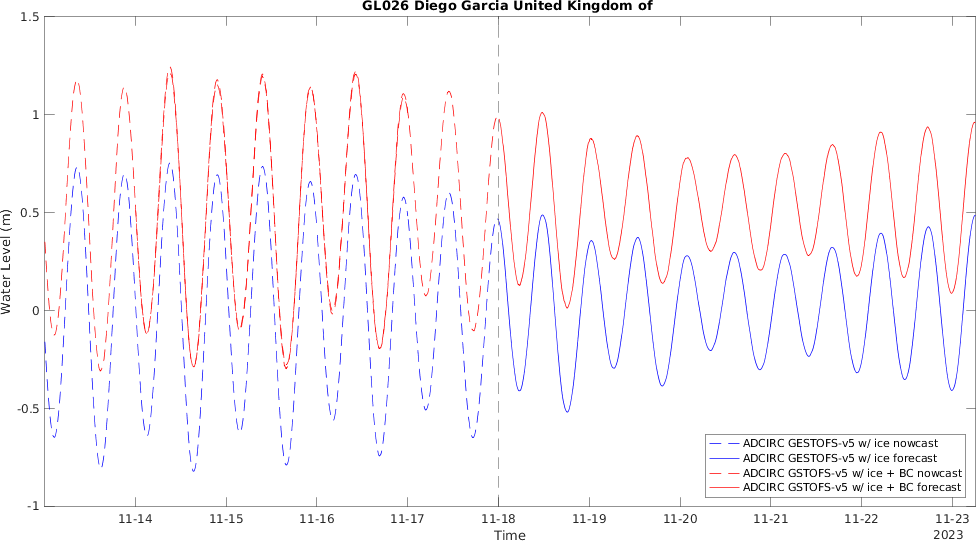 GL026 Diego Garcia United Kingdom of
1.5
1
0.5
0
-0.5
-1
Water Level (m)
ADCIRC GESTOFS-v5 w/ ice nowcast
ADCIRC GESTOFS-v5 w/ ice forecast
ADCIRC GSTOFS-v5 w/ ice + BC nowcast
ADCIRC GSTOFS-v5 w/ ice + BC forecast
11-14 11-15 11-16 11-17 11-18 11-19 11-20 11-21 11-22 11-23
Time 2023